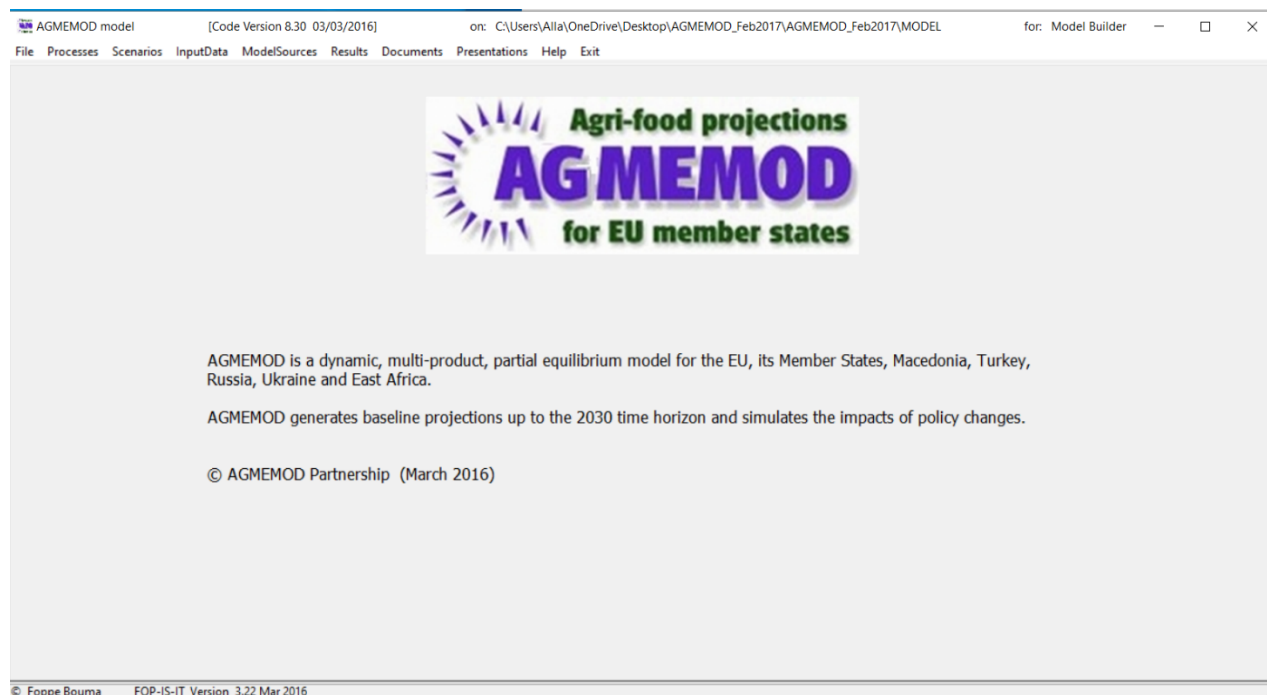 AGMEMOD model [Code Version 8.30 03/03/2016] on: C:\Users\Alla\OneDrive\Desktop\AGMEMOD_Feb2017\AGMEMOD_Feb2017\MODEL for: Model Builder
File Processes Scenarios InputData ModelSources Results Documents Presentations Help Exit
Agri-food projections
AGMEMOD
for EU member states
AGMEMOD is a dynamic, multi-product, partial equilibrium model for the EU, its Member States, Macedonia, Turkey,
Russia, Ukraine and East Africa.
AGMEMOD generates baseline projections up to the 2030 time horizon and simulates the impacts of policy changes.
© AGMEMOD Partnership (March 2016)
© Foppe Bouma FOP-IS-IT Version 3.22 Mar 2016